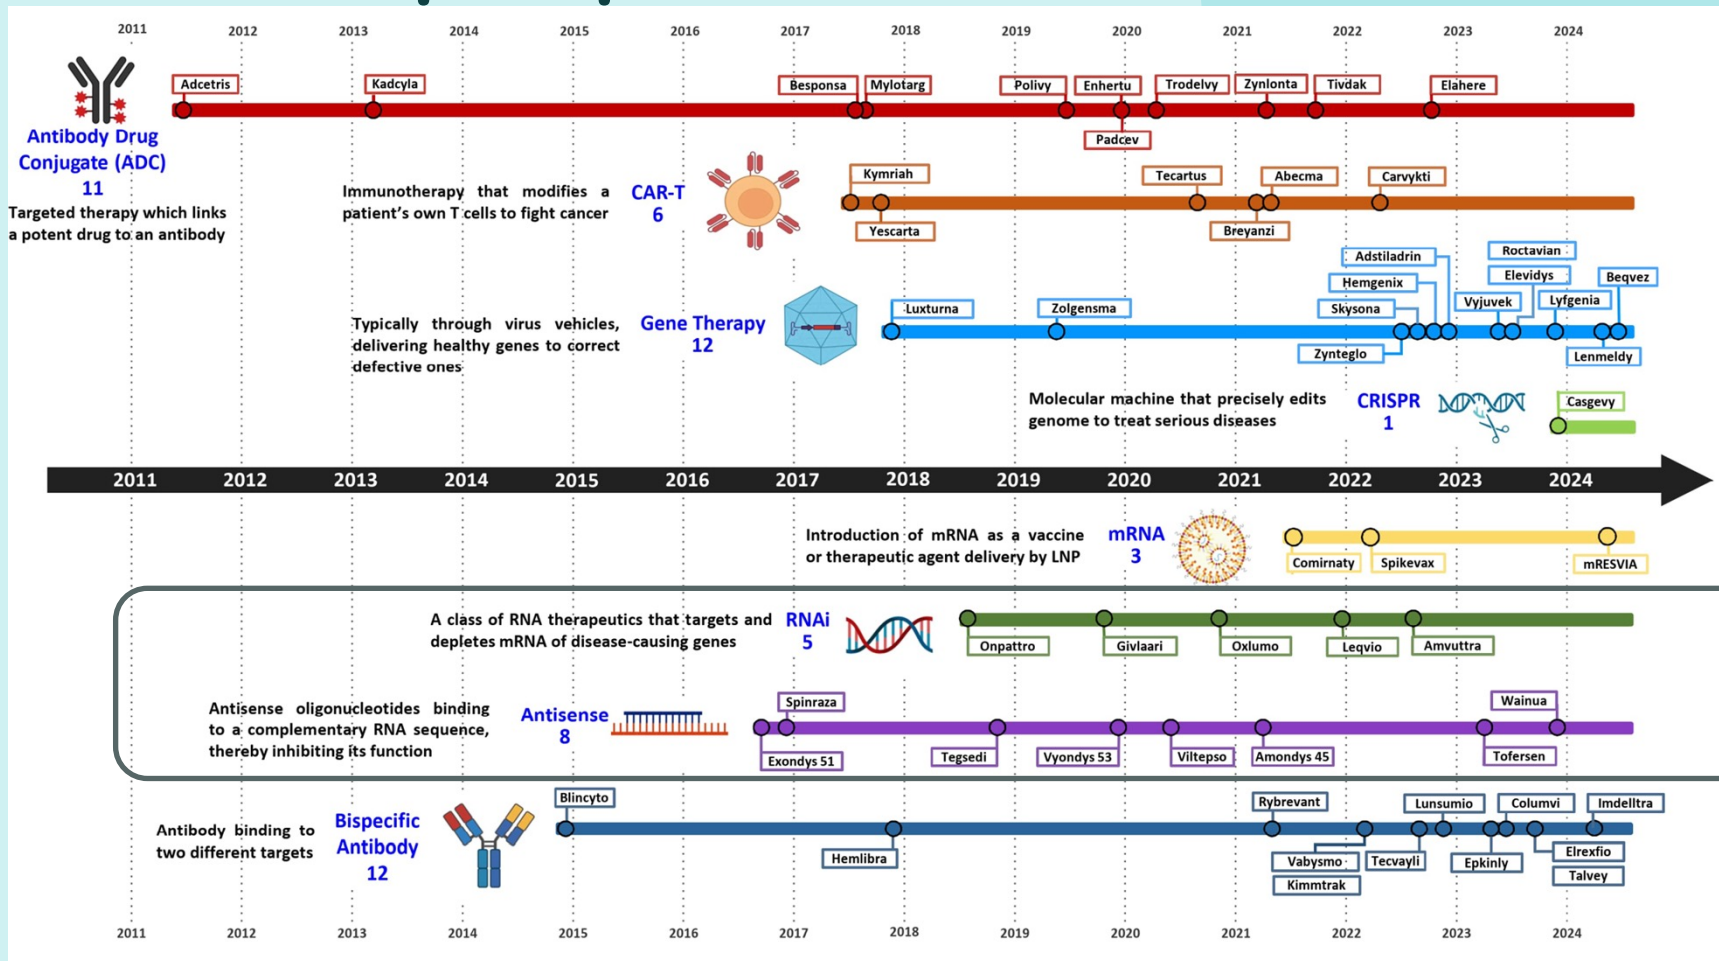 2011 2012 2013 2014 2015 2016 2017 2018 2019 2020 2021 2022 2023 2024
Adcetris
Kadcyla
Besponsa
Mylotarg
Polivy
Enhertu
Trodelvy
Zynlonta
Tivdak
Elahere
Padcev
Antibody Drug
Conjugate (ADC)
11
Targeted therapy which links
a potent drug to an antibody
Immunotherapy that modifies a
patient's own T cells to fight cancer
CAR-T
6
Kymriah
Yescarta
Tecartus
Breyanzi
Abecma
Carvykti
Typically through virus vehicles,
delivering healthy genes to correct
defective ones
Gene Therapy
12
Luxturna
Zolgensma
Adstiladrin
Hemgenix
Skysona
Zynteglo
Roctavian
Elevidys
Vyjuvek
Lyfgenia
Beqvez
Lenmeldy
Molecular machine that precisely edits
genome to treat serious diseases
CRISPR
1
Casgevy
2011 2012 2013 2014 2015 2016 2017 2018 2019 2020 2021 2022 2023 2024
Introduction of mRNA as a vaccine
or therapeutic agent delivery by LNP
mRNA
3
Comirnaty
Spikevax
mRESVIA
A class of RNA therapeutics that targets and
depletes mRNA of disease-causing genes
RNAi
5
Onpattro
Givlaari
Oxlumo
Leqvio
Amvuttra
Antisense oligonucleotides binding
to a complementary RNA sequence,
thereby inhibiting its function
Antisense
8
Spinraza
Exondys 51
Tegsedi
Vyondys 53
Viltepso
Amondys 45
Wainua
Tofersen
Antibody binding to
two different targets
Bispecific
Antibody
12
Blincyto
Hemlibra
Rybrevant
Vabysmo
Kimmtrak
Tecvayli
Lunsumio
Epkinly
Columvi
Elrexfio
Talvey
Imdelltra
2011 2012 2013 2014 2015 2016 2017 2018 2019 2020 2021 2022 2023 2024